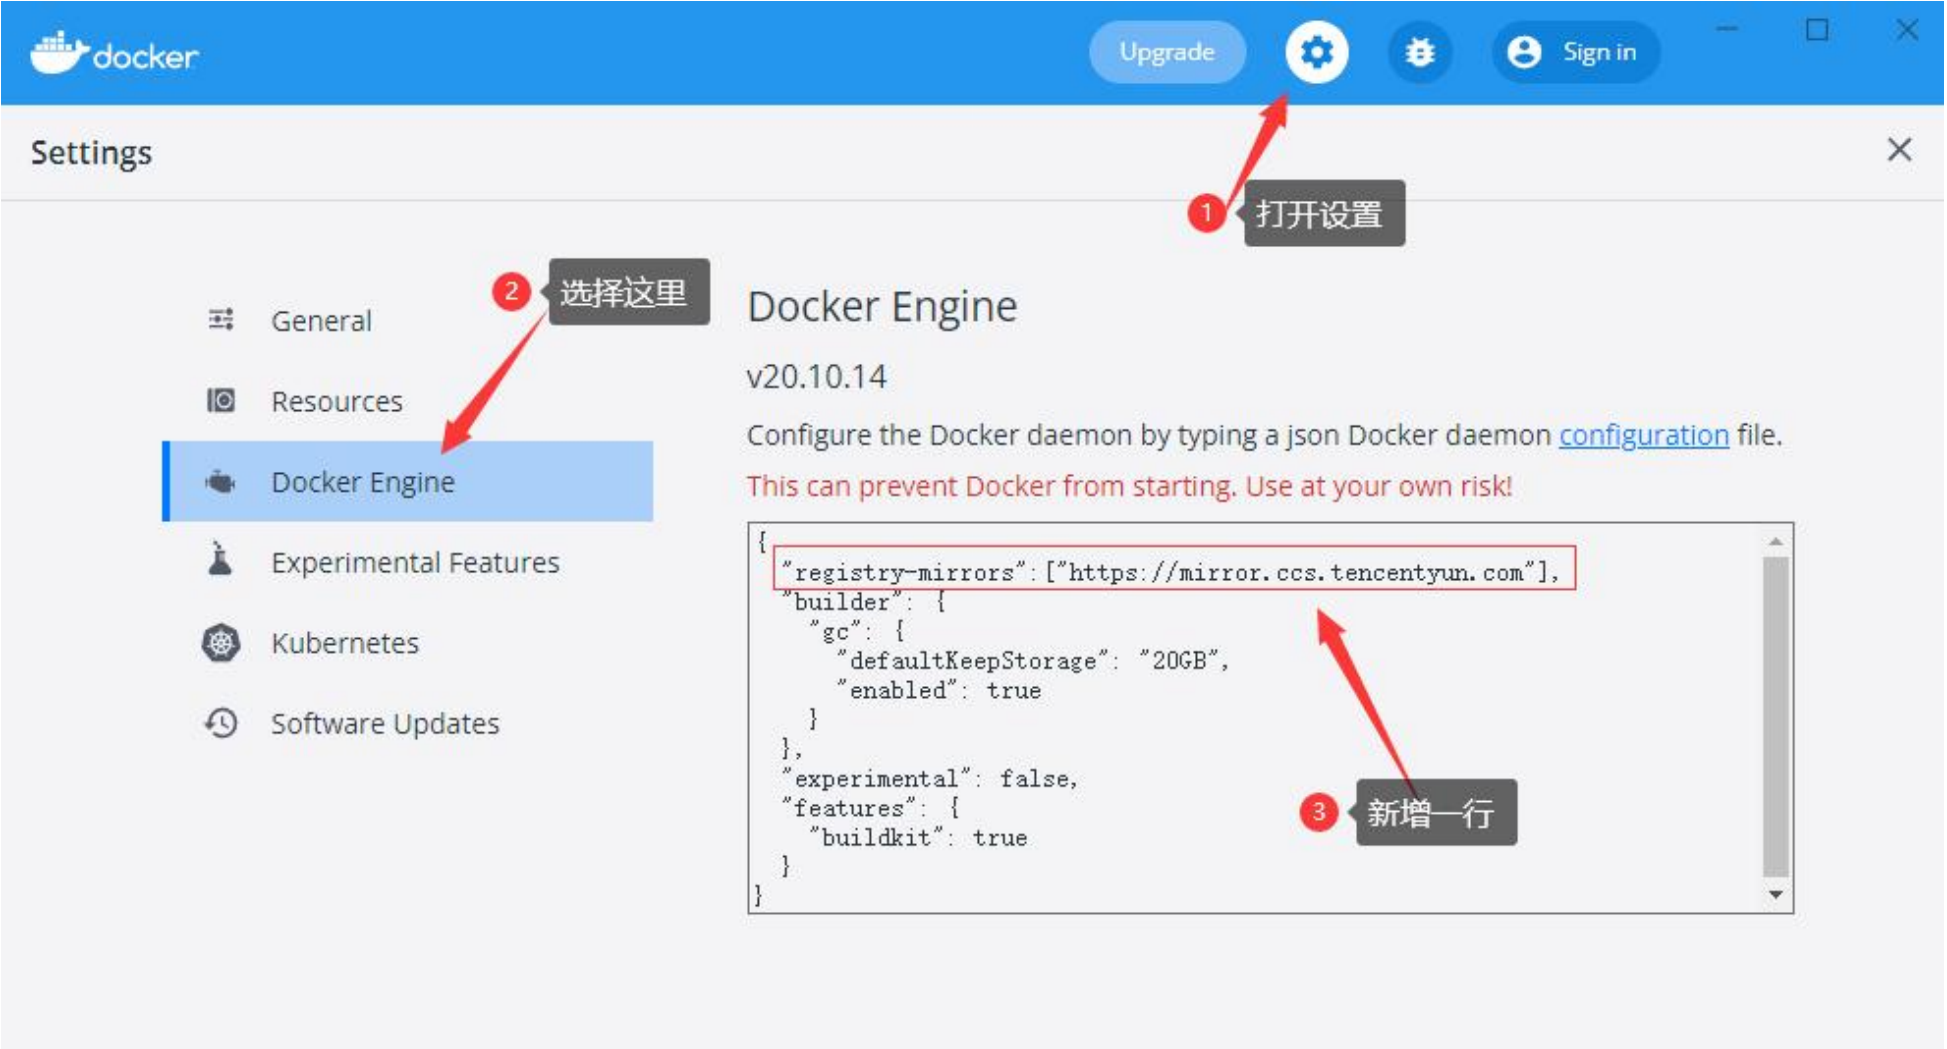 docker
Upgrade
Sign in
Settings
1
打开设置
2
选择这里
General
Resources
Docker Engine
Experimental Features
Kubernetes
Software Updates
Docker Engine
v20.10.14
Configure the Docker daemon by typing a json Docker daemon configuration file.
This can prevent Docker from starting. Use at your own risk!
{
"registry-mirrors":["https://mirror.ccs.tencentyun.com"],
"builder": {
"gc": {
"defaultKeepStorage": "20GB",
"enabled": true
}
},
"experimental": false,
"features": {
"buildkit": true
}
}
3
新增一行